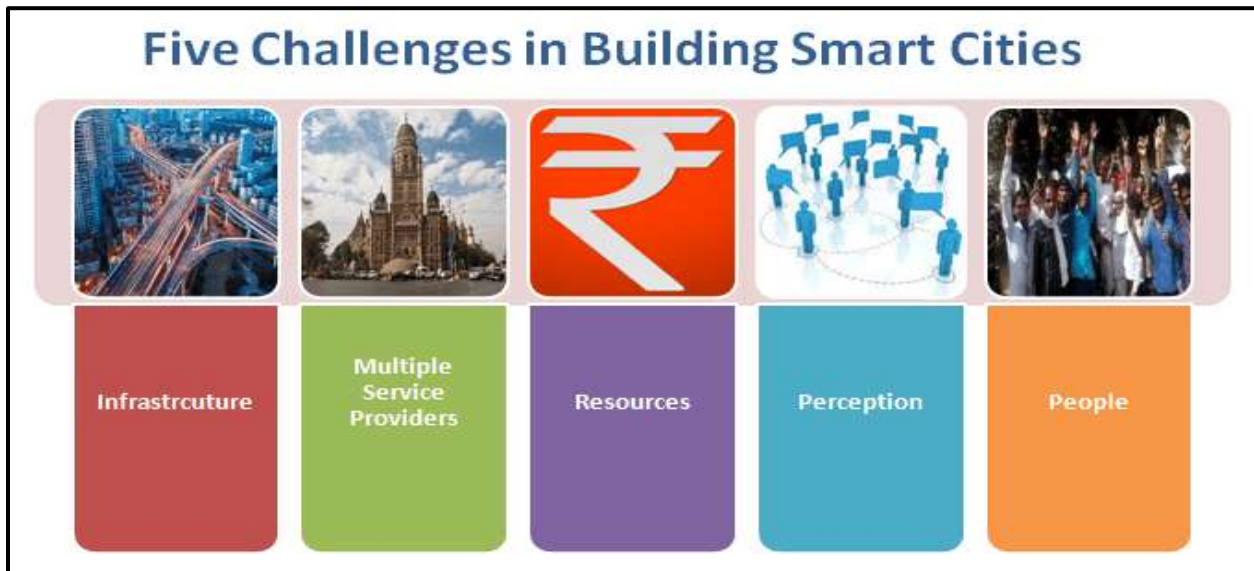 Five Challenges in Building Smart Cities
Infrastrcuture
Multiple
Service
Providers
Resources
Perception
People